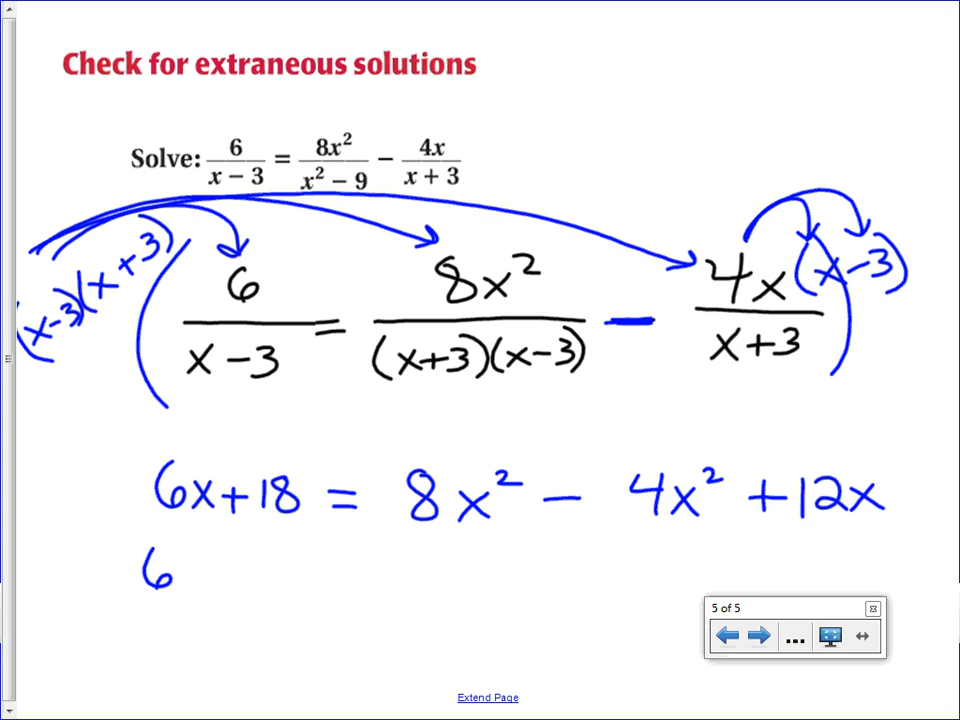 Check for extraneous solutions
Solve: 6/(x − 3) = 8x²/(x² − 9) − 4x/(x + 3)
(x-3)(x+3) ( 6/(x-3) = 8x²/((x+3)(x-3)) − 4x(x-3)/(x+3) )
6x+18 = 8x² − 4x² +12x
6
5 of 5
...
Extend Page